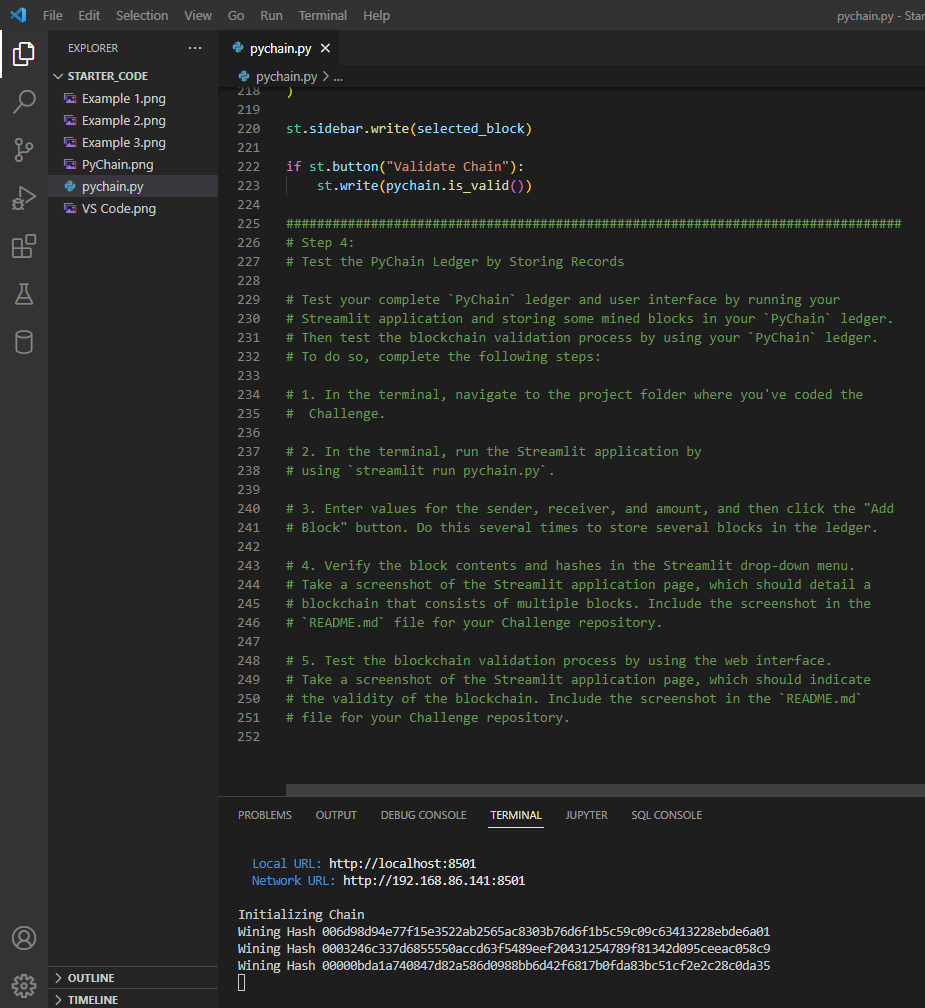 File Edit Selection View Go Run Terminal Help pychain.py - Star
EXPLORER ···
STARTER_CODE
Example 1.png
Example 2.png
Example 3.png
PyChain.png
pychain.py
VS Code.png
OUTLINE
TIMELINE
pychain.py
pychain.py > ...
218 )
219
220 st.sidebar.write(selected_block)
221
222 if st.button("Validate Chain"):
223     st.write(pychain.is_valid())
224
225 ################################################################################
226 # Step 4:
227 # Test the PyChain Ledger by Storing Records
228
229 # Test your complete `PyChain` ledger and user interface by running your
230 # Streamlit application and storing some mined blocks in your `PyChain` ledger.
231 # Then test the blockchain validation process by using your `PyChain` ledger.
232 # To do so, complete the following steps:
233
234 # 1. In the terminal, navigate to the project folder where you've coded the
235 #  Challenge.
236
237 # 2. In the terminal, run the Streamlit application by
238 # using `streamlit run pychain.py`.
239
240 # 3. Enter values for the sender, receiver, and amount, and then click the "Add
241 # Block" button. Do this several times to store several blocks in the ledger.
242
243 # 4. Verify the block contents and hashes in the Streamlit drop-down menu.
244 # Take a screenshot of the Streamlit application page, which should detail a
245 # blockchain that consists of multiple blocks. Include the screenshot in the
246 # `README.md` file for your Challenge repository.
247
248 # 5. Test the blockchain validation process by using the web interface.
249 # Take a screenshot of the Streamlit application page, which should indicate
250 # the validity of the blockchain. Include the screenshot in the `README.md`
251 # file for your Challenge repository.
252
PROBLEMS OUTPUT DEBUG CONSOLE TERMINAL JUPYTER SQL CONSOLE
Local URL: http://localhost:8501
Network URL: http://192.168.86.141:8501
Initializing Chain
Wining Hash 006d98d94e77f15e3522ab2565ac8303b76d6f1b5c59c09c63413228ebde6a01
Wining Hash 0003246c337d6855550accd63f5489eef20431254789f81342d095ceeac058c9
Wining Hash 00000bda1a740847d82a586d0988bb6d42f6817b0fda83bc51cf2e2c28c0da35